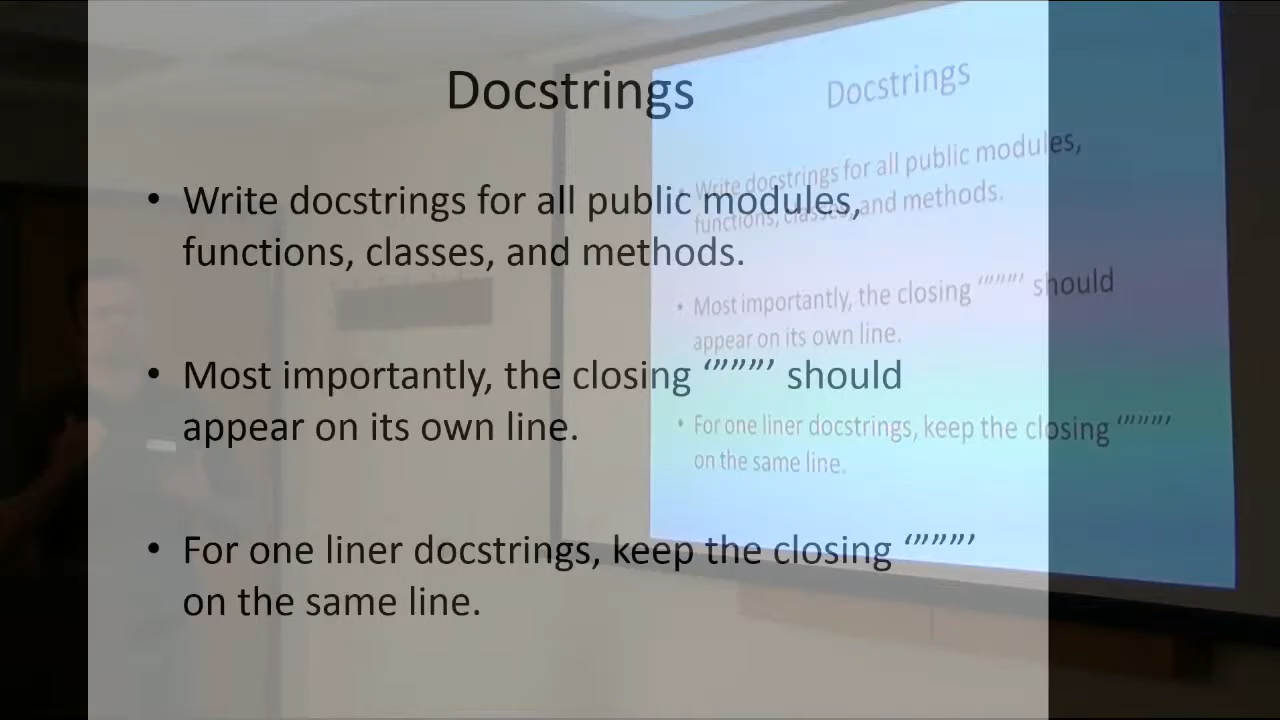 Docstrings
• Write docstrings for all public modules,
functions, classes, and methods.
• Most importantly, the closing ‘”””’ should
appear on its own line.
• For one liner docstrings, keep the closing ‘”””’
on the same line.
Docstrings
• Write docstrings for all public modules,
functions, classes, and methods.
• Most importantly, the closing ‘”””’ should
appear on its own line.
• For one liner docstrings, keep the closing ‘”””’
on the same line.